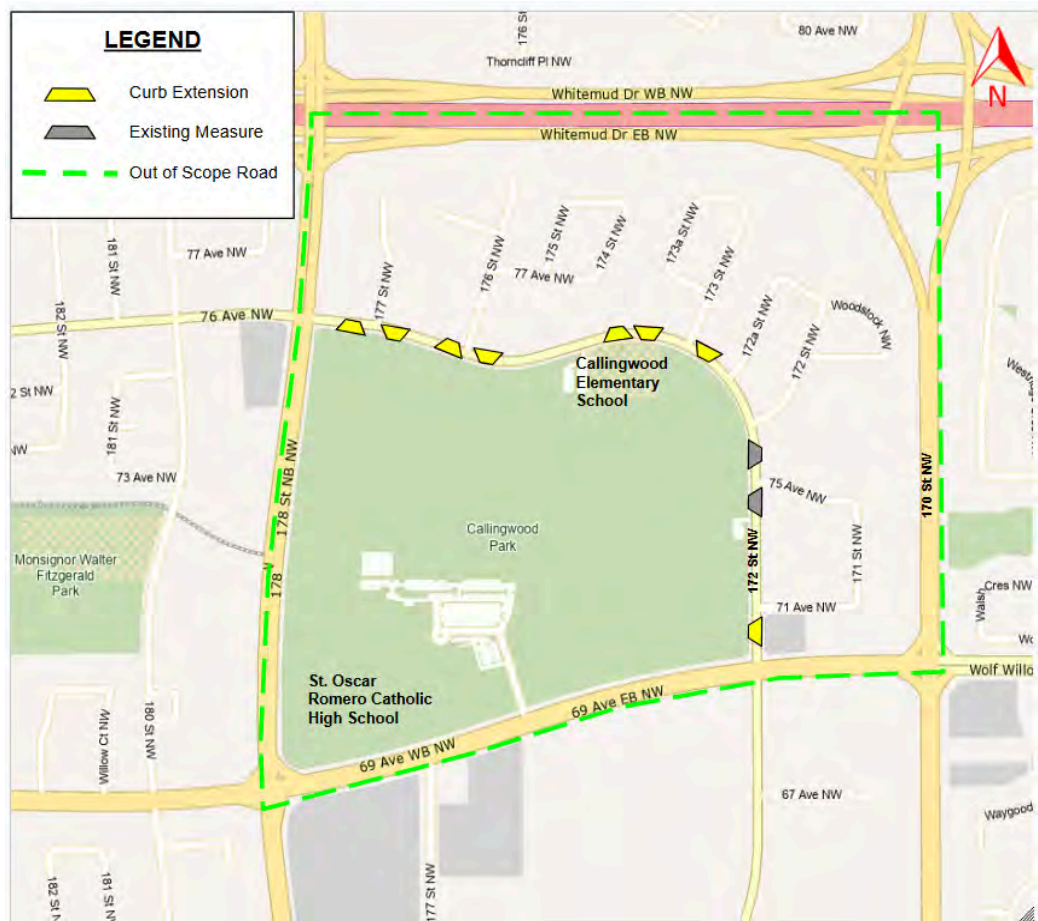 LEGEND
Curb Extension
Existing Measure
Out of Scope Road
N
176 St
80 Ave NW
Thorncliff Pl NW
Whitemud Dr WB NW
Whitemud Dr EB NW
181 St NW
182 St NW
77 Ave NW
177 St NW
176 St NW
175 St NW
174 St NW
77 Ave NW
173a St NW
173 St NW
172a St NW
172 St NW
Woodstock NW
76 Ave NW
Callingwood
Elementary
School
2 St NW
NW
181 St NW
73 Ave NW
178 St NB NW
178
75 Ave NW
170 St NW
Callingwood
Park
172 St NW
171 St NW
71 Ave NW
Monsignor Walter
Fitzgerald
Park
Cres NW
Walsh
Wo
Wolf Willo
St. Oscar
Romero Catholic
High School
69 Ave EB NW
69 Ave WB NW
Willow Ct NW
180 St NW
67 Ave NW
Waygood
182 St N
181 St N
177 St NW